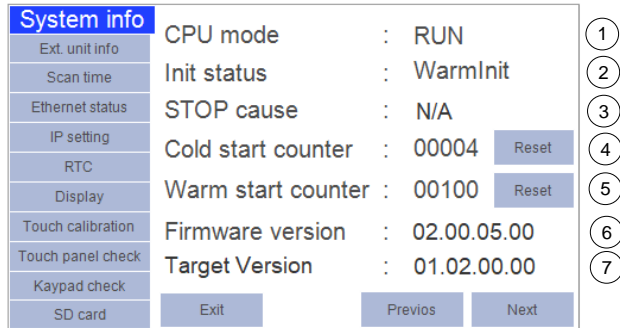 System info
Ext. unit info
Scan time
Ethernet status
IP setting
RTC
Display
Touch calibration
Touch panel check
Kaypad check
SD card
CPU mode : RUN 1
Init status : WarmInit 2
STOP cause : N/A 3
Cold start counter : 00004 Reset 4
Warm start counter : 00100 Reset 5
Firmware version : 02.00.05.00 6
Target Version : 01.02.00.00 7
Exit Previos Next